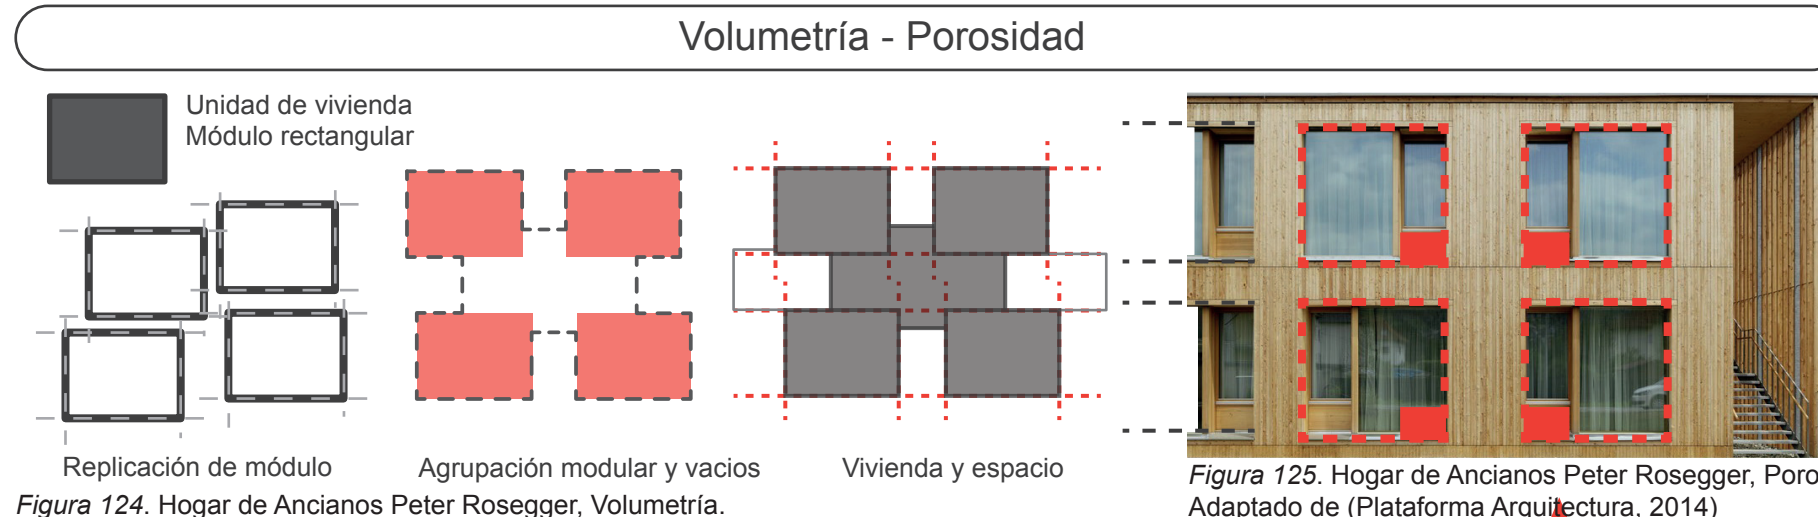 Volumetría - Porosidad
Unidad de vivienda
Módulo rectangular
Replicación de módulo
Agrupación modular y vacios
Vivienda y espacio
Figura 124. Hogar de Ancianos Peter Rosegger, Volumetría.
Figura 125. Hogar de Ancianos Peter Rosegger, Poro
Adaptado de (Plataforma Arquitectura, 2014)